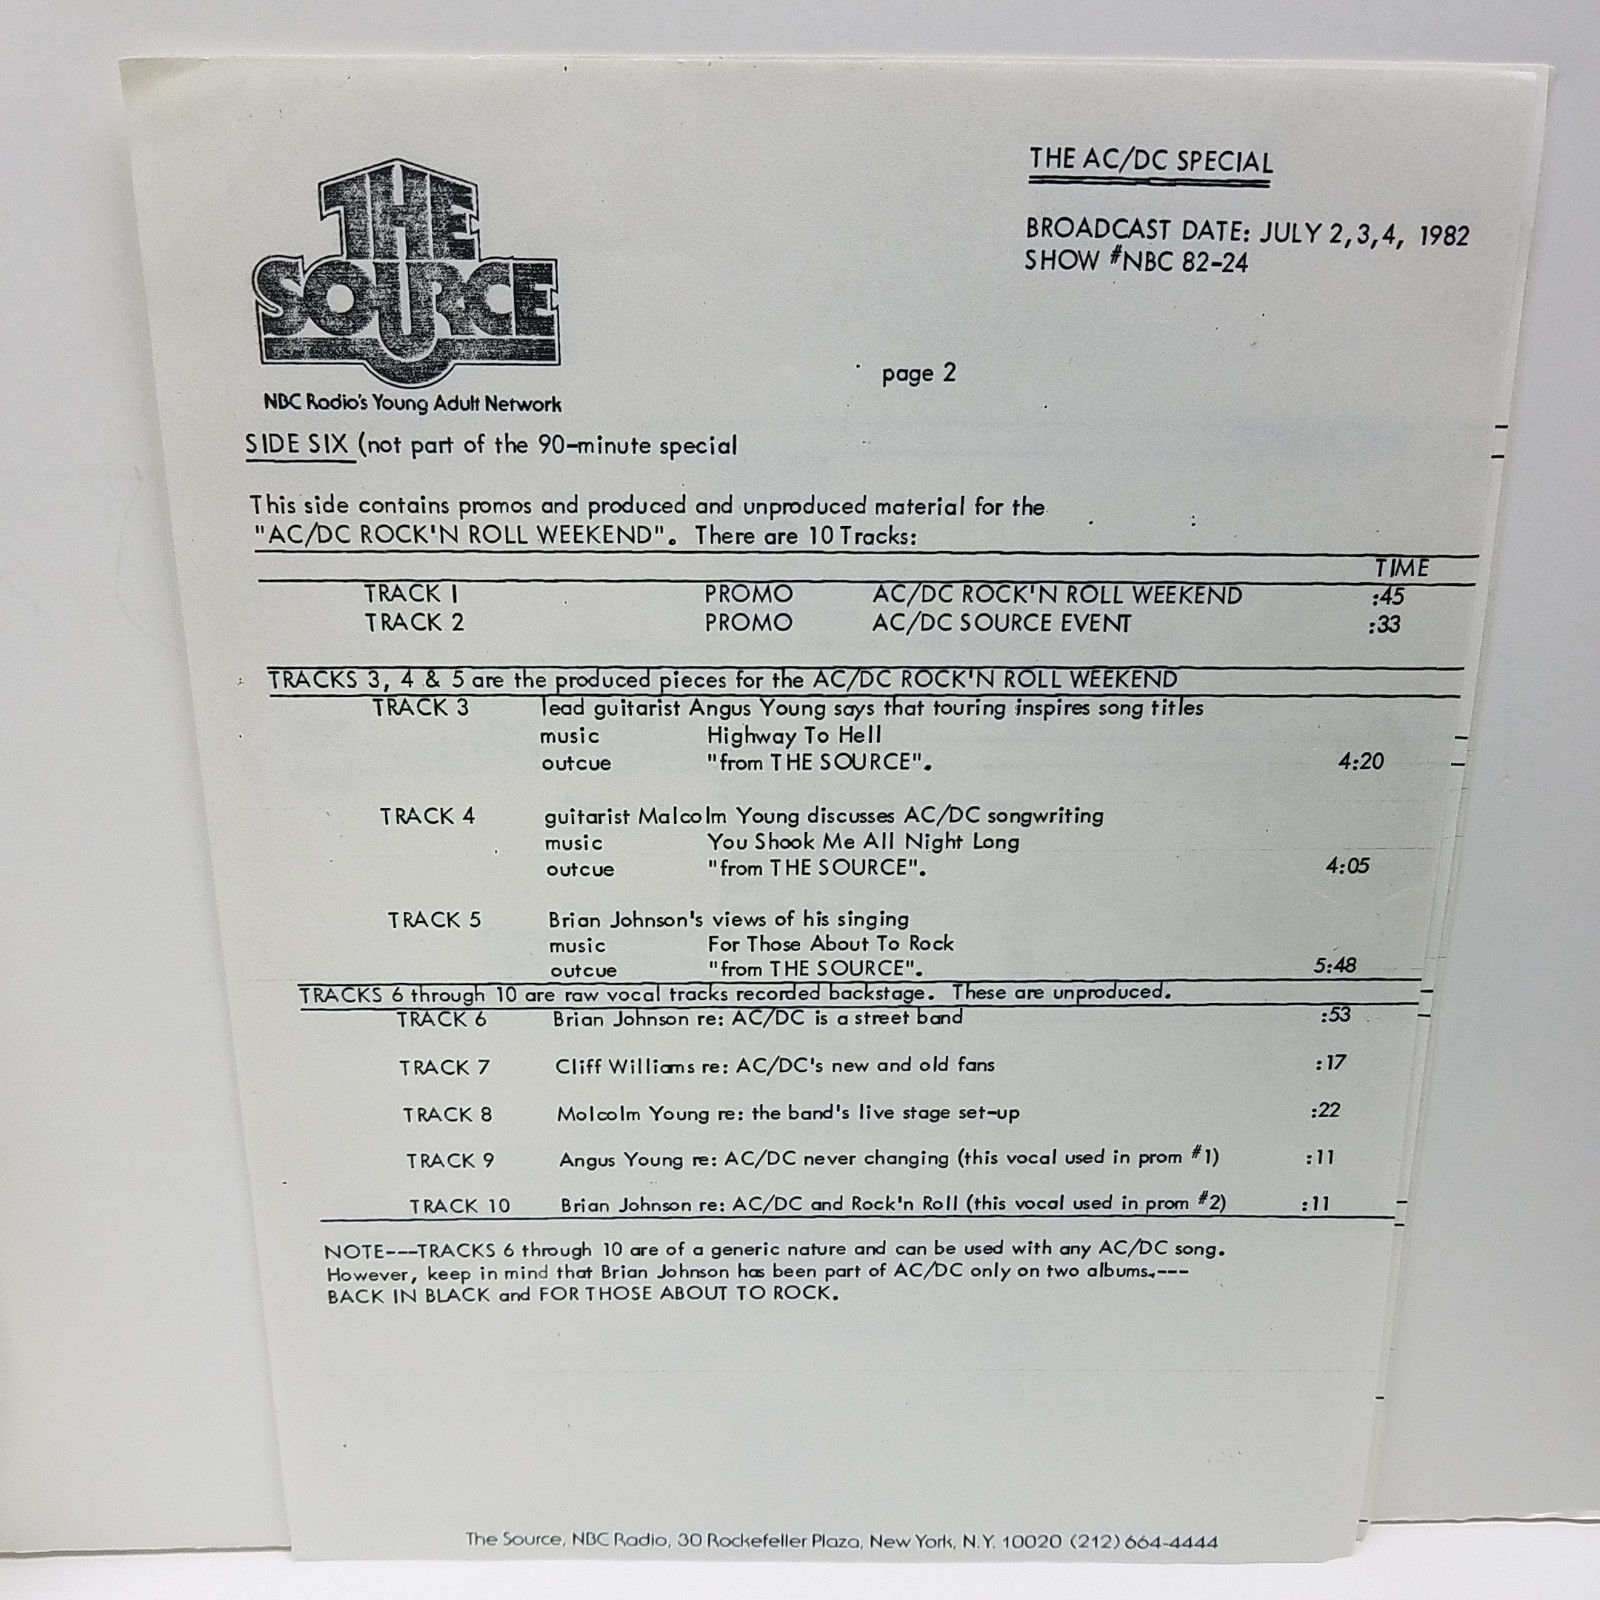 THE SOURCE
NBC Radio's Young Adult Network
THE AC/DC SPECIAL
BROADCAST DATE: JULY 2,3,4, 1982
SHOW #NBC 82-24
page 2
SIDE SIX (not part of the 90-minute special
This side contains promos and produced and unproduced material for the
"AC/DC ROCK'N ROLL WEEKEND". There are 10 Tracks:
TIME
TRACK 1 PROMO AC/DC ROCK'N ROLL WEEKEND :45
TRACK 2 PROMO AC/DC SOURCE EVENT :33
TRACKS 3, 4 & 5 are the produced pieces for the AC/DC ROCK'N ROLL WEEKEND
TRACK 3 lead guitarist Angus Young says that touring inspires song titles
music Highway To Hell
outcue "from THE SOURCE". 4:20
TRACK 4 guitarist Malcolm Young discusses AC/DC songwriting
music You Shook Me All Night Long
outcue "from THE SOURCE". 4:05
TRACK 5 Brian Johnson's views of his singing
music For Those About To Rock
outcue "from THE SOURCE". 5:48
TRACKS 6 through 10 are raw vocal tracks recorded backstage. These are unproduced.
TRACK 6 Brian Johnson re: AC/DC is a street band :53
TRACK 7 Cliff Williams re: AC/DC's new and old fans :17
TRACK 8 Molcolm Young re: the band's live stage set-up :22
TRACK 9 Angus Young re: AC/DC never changing (this vocal used in prom #1) :11
TRACK 10 Brian Johnson re: AC/DC and Rock'n Roll (this vocal used in prom #2) :11
NOTE---TRACKS 6 through 10 are of a generic nature and can be used with any AC/DC song.
However, keep in mind that Brian Johnson has been part of AC/DC only on two albums.---
BACK IN BLACK and FOR THOSE ABOUT TO ROCK.
The Source, NBC Radio, 30 Rockefeller Plaza, New York, N.Y. 10020 (212) 664-4444